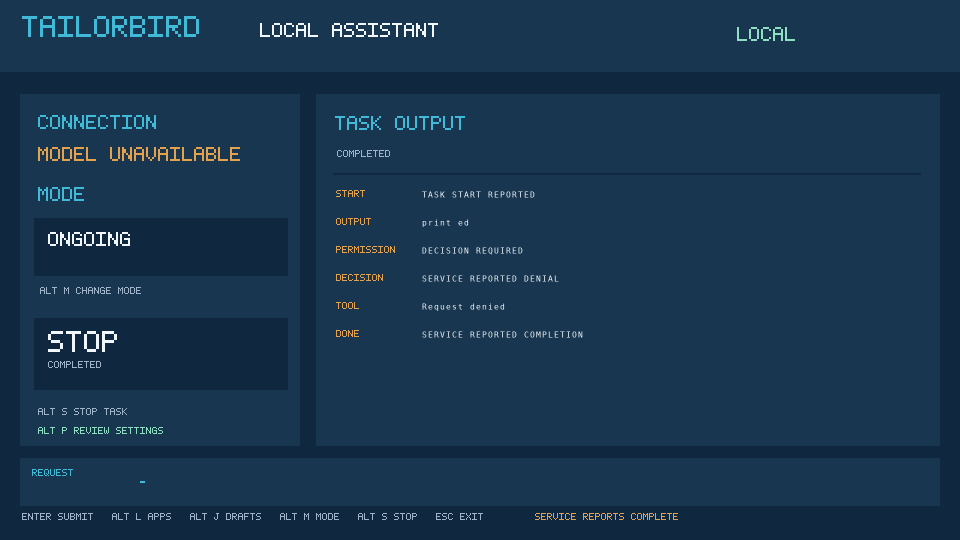 TAILORBIRD
LOCAL ASSISTANT
LOCAL
CONNECTION
MODEL UNAVAILABLE
MODE
ONGOING
ALT M CHANGE MODE
STOP
COMPLETED
ALT S STOP TASK
ALT P REVIEW SETTINGS
TASK OUTPUT
COMPLETED
START TASK START REPORTED
OUTPUT print ed
PERMISSION DECISION REQUIRED
DECISION SERVICE REPORTED DENIAL
TOOL Request denied
DONE SERVICE REPORTED COMPLETION
REQUEST _
ENTER SUBMIT ALT L APPS ALT J DRAFTS ALT M MODE ALT S STOP ESC EXIT SERVICE REPORTS COMPLETE